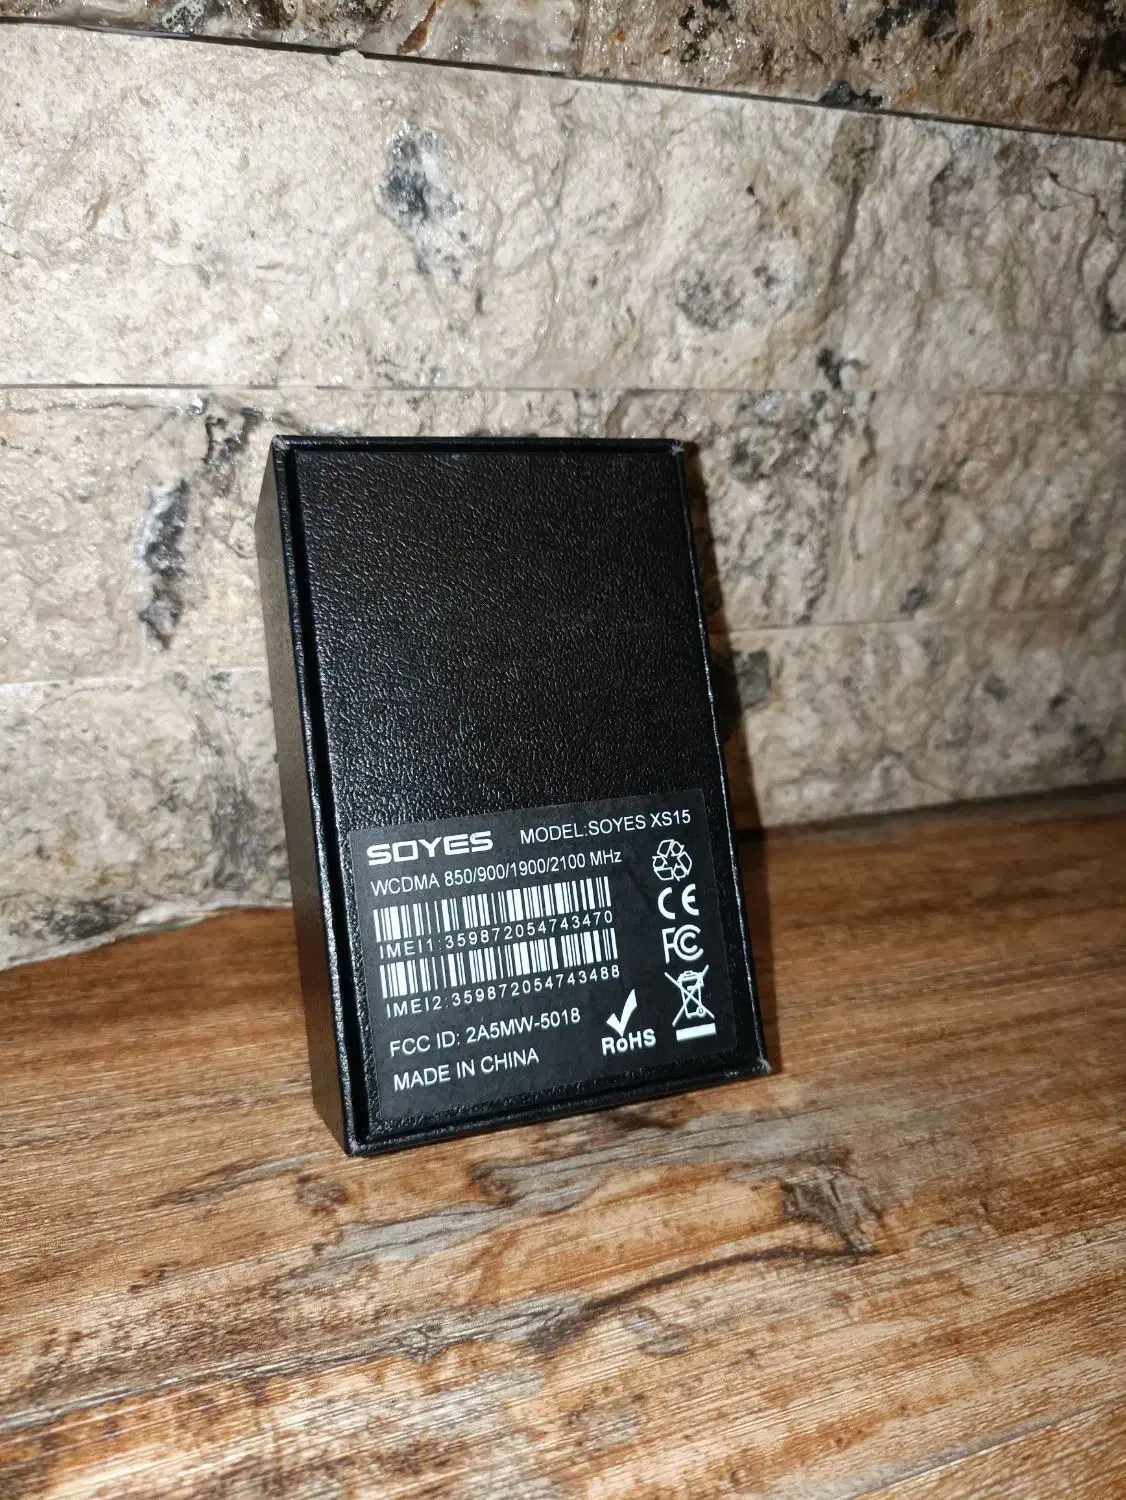 SOYES MODEL:SOYES XS15
WCDMA 850/900/1900/2100 MHz
IMEI1:359872054743470
IMEI2:359872054743488
FCC ID: 2A5MW-5018
MADE IN CHINA
RoHS
CE
FC